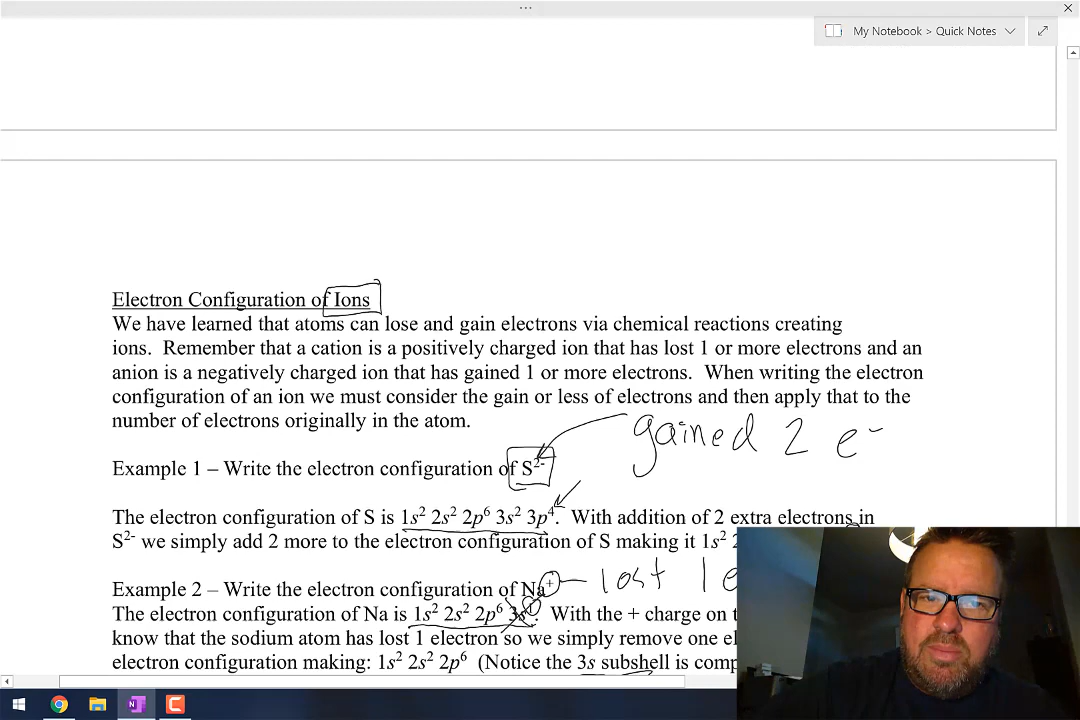 My Notebook > Quick Notes
Electron Configuration of Ions
We have learned that atoms can lose and gain electrons via chemical reactions creating
ions. Remember that a cation is a positively charged ion that has lost 1 or more electrons and an
anion is a negatively charged ion that has gained 1 or more electrons. When writing the electron
configuration of an ion we must consider the gain or less of electrons and then apply that to the
number of electrons originally in the atom.
gained 2 e⁻
Example 1 – Write the electron configuration of S²⁻
The electron configuration of S is 1s² 2s² 2p⁶ 3s² 3p⁴. With addition of 2 extra electrons in
S²⁻ we simply add 2 more to the electron configuration of S making it 1s² 2
Example 2 – Write the electron configuration of Na⁺
lost 1 e
The electron configuration of Na is 1s² 2s² 2p⁶ 3s¹. With the + charge on t
know that the sodium atom has lost 1 electron so we simply remove one el
electron configuration making: 1s² 2s² 2p⁶ (Notice the 3s subshell is comp